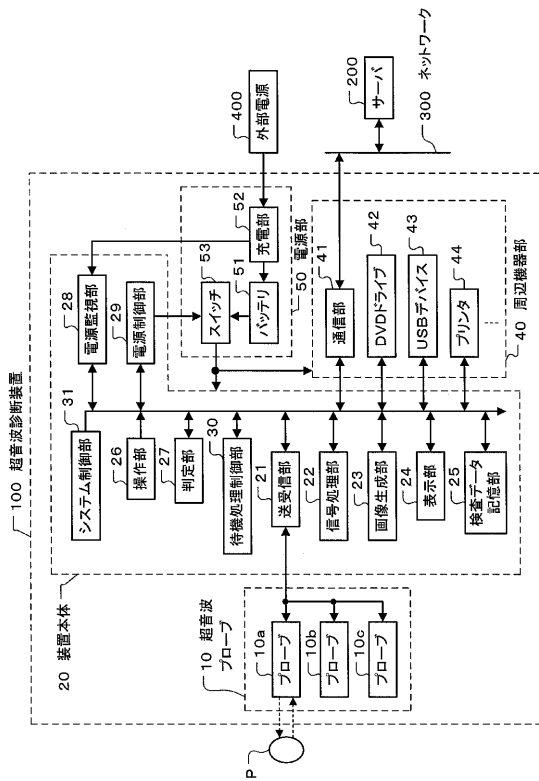 100 超音波診断装置
20 装置本体
31
システム制御部
28
電源監視部
29
電源制御部
26
操作部
27
判定部
30
待機処理制御部
21
送受信部
22
信号処理部
23
画像生成部
24
表示部
25
検査データ
記憶部
10 超音波
プローブ
10a
プローブ
10b
プローブ
10c
プローブ
P
53
スイッチ
52
充電部
51
バッテリ
50 電源部
400
外部電源
41
通信部
42
DVDドライブ
43
USBデバイス
44
プリンタ
40 周辺機器部
200
サーバ
300 ネットワーク